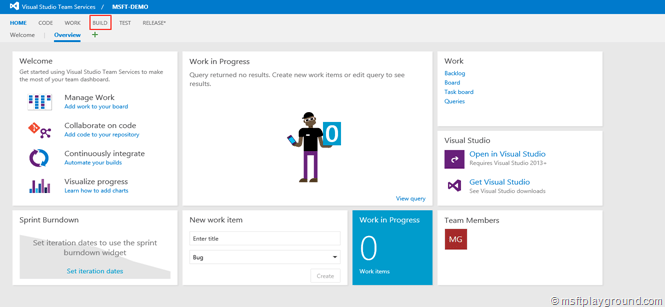 Visual Studio Team Services / MSFT-DEMO
HOME CODE WORK BUILD TEST RELEASE*
Welcome Overview +
Welcome
Get started using Visual Studio Team Services to make
the most of your team dashboard.
Manage Work
Add work to your board
Collaborate on code
Add code to your repository
Continuously integrate
Automate your builds
Visualize progress
Learn how to add charts
Work in Progress
Query returned no results. Create new work items or edit query to see
results.
0
View query
Work
Backlog
Board
Task board
Queries
Visual Studio
Open in Visual Studio
Requires Visual Studio 2013+
Get Visual Studio
See Visual Studio downloads
Sprint Burndown
Set iteration dates to use the sprint
burndown widget
Set iteration dates
New work item
Enter title
Bug
Create
Work in Progress
0
Work items
Team Members
MG
© msftplayground.com